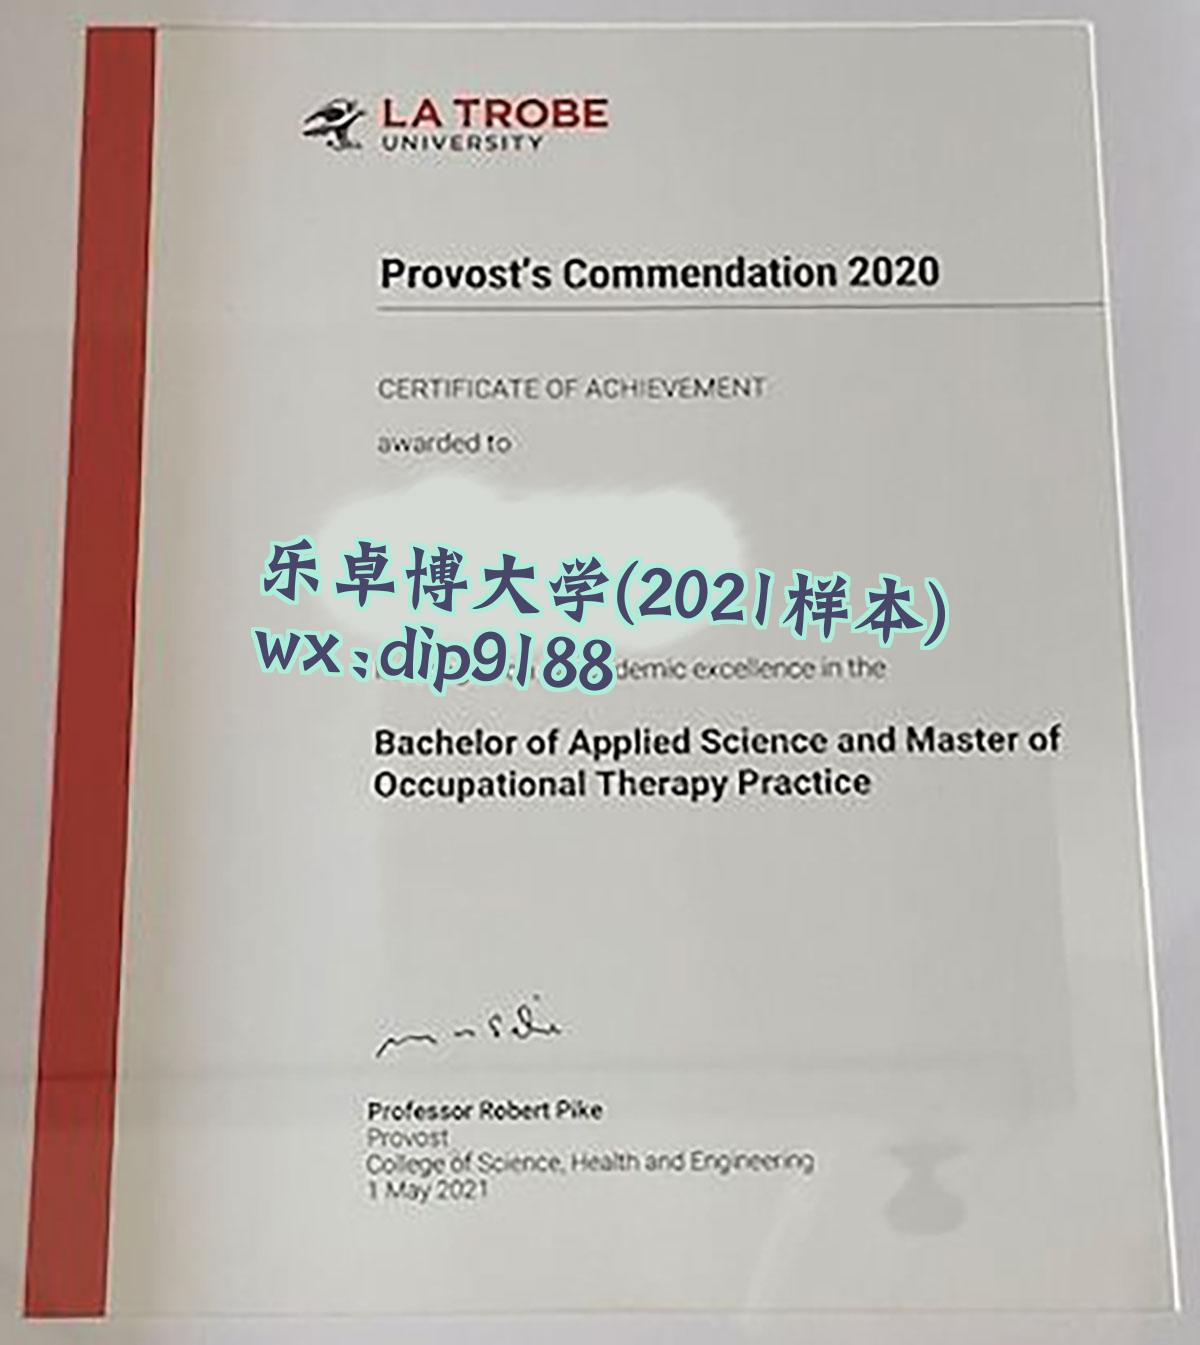 LA TROBE
UNIVERSITY
Provost's Commendation 2020
CERTIFICATE OF ACHIEVEMENT
awarded to
乐卓博大学(2021样本)
wx:dip9188
demic excellence in the
Bachelor of Applied Science and Master of
Occupational Therapy Practice
Professor Robert Pike
Provost
College of Science, Health and Engineering
1 May 2021